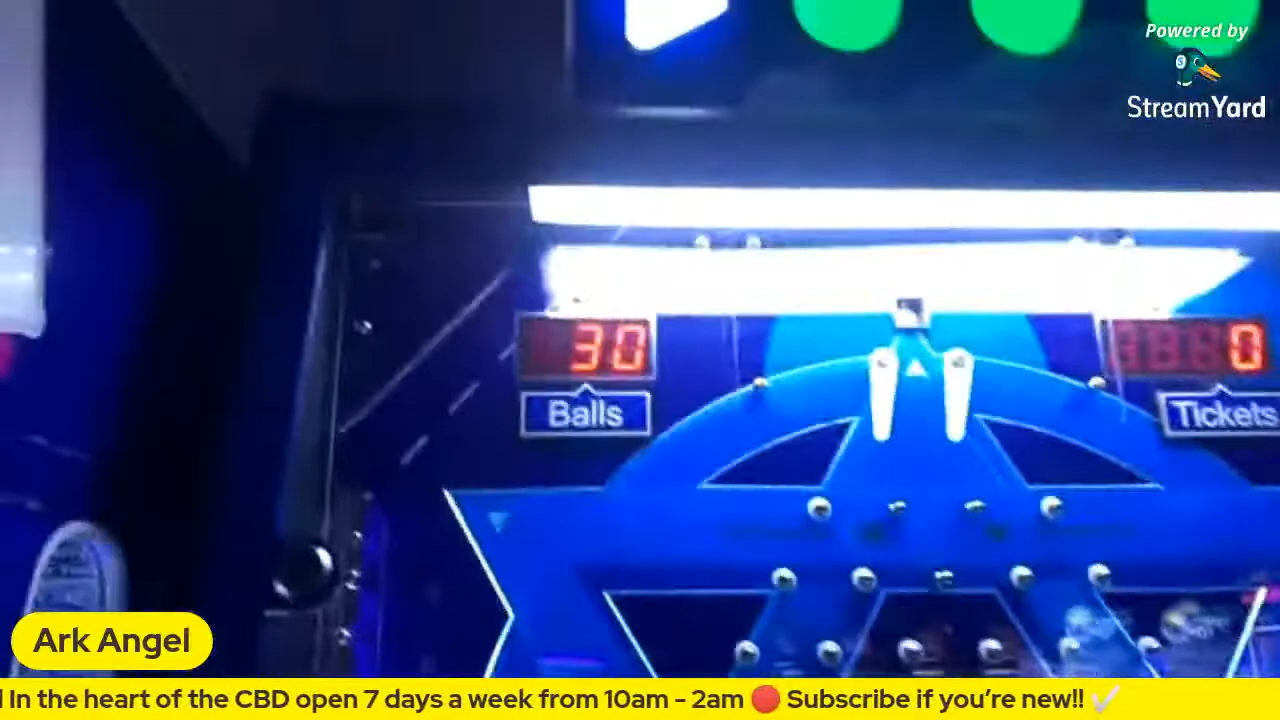 Powered by
StreamYard
30
0
Balls
Tickets
Ark Angel
In the heart of the CBD open 7 days a week from 10am - 2am 🔴 Subscribe if you're new!! ✔